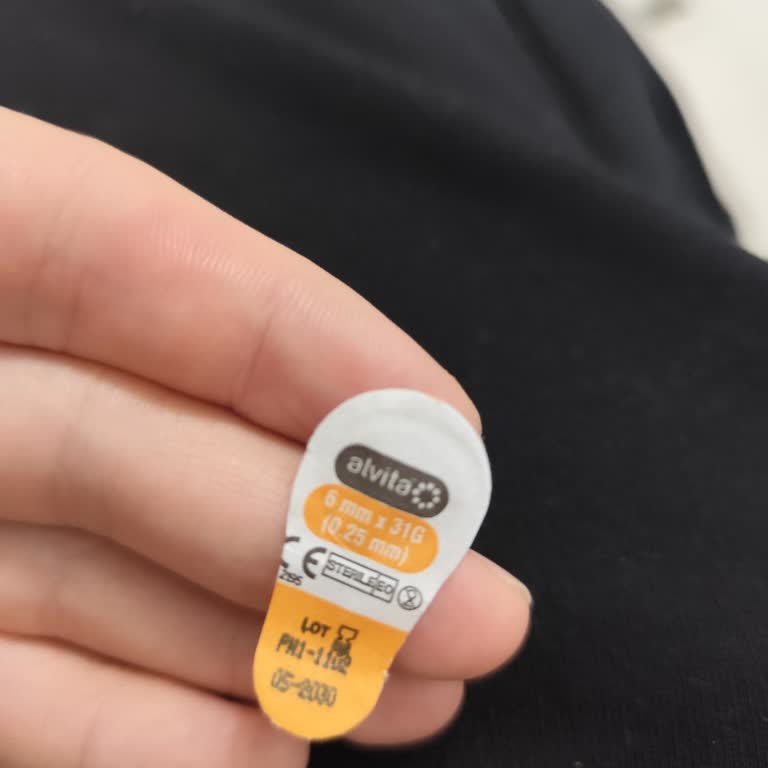 alvita
6 mm x 31G
(0.25 mm)
CE STERILE EO
LOT
PN1-1102
05-2030